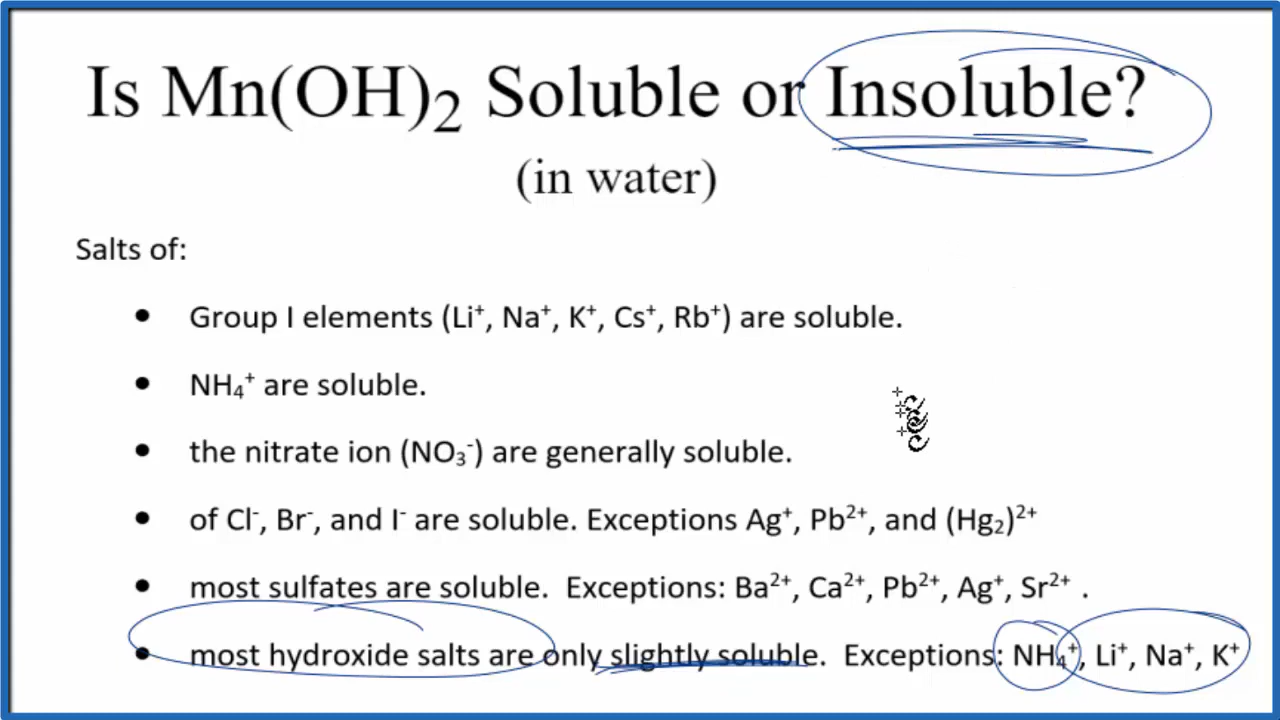 Is Mn(OH)₂ Soluble or Insoluble?
(in water)
Salts of:
• Group I elements (Li⁺, Na⁺, K⁺, Cs⁺, Rb⁺) are soluble.
• NH₄⁺ are soluble.
• the nitrate ion (NO₃⁻) are generally soluble.
• of Cl⁻, Br⁻, and I⁻ are soluble. Exceptions Ag⁺, Pb²⁺, and (Hg₂)²⁺
• most sulfates are soluble.  Exceptions: Ba²⁺, Ca²⁺, Pb²⁺, Ag⁺, Sr²⁺ .
• most hydroxide salts are only slightly soluble.  Exceptions: NH₄⁺, Li⁺, Na⁺, K⁺